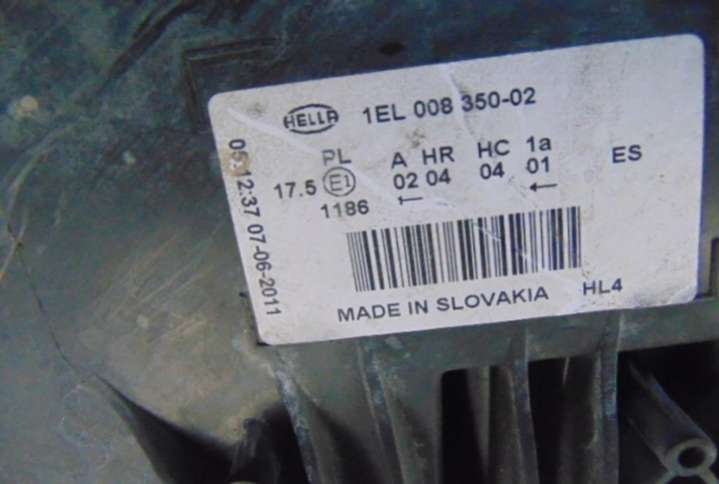 HELLA 1EL 008 350-02
PL A HR HC 1a ES
17.5 E1 02 04 04 01
1186 ← ←
MADE IN SLOVAKIA HL4
05:12:37 07-06-2011